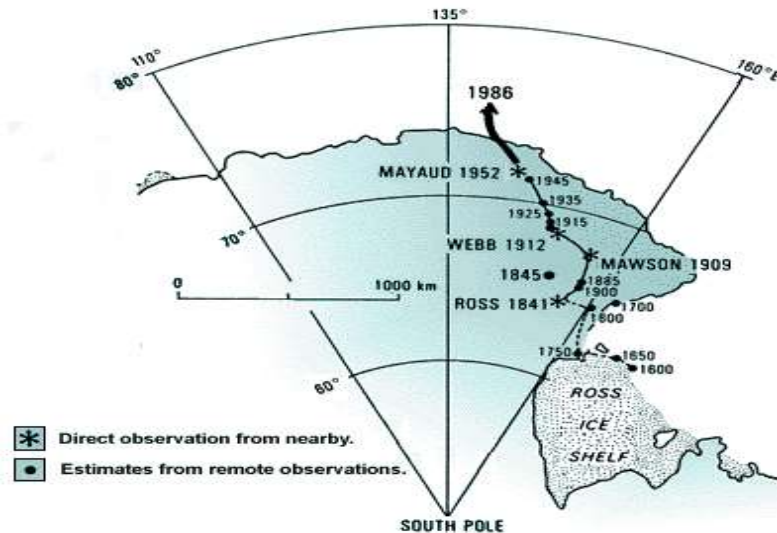 135°
110°
80°
160°E
1986
MAYAUD 1952
1945
1935
1925
1915
70°
WEBB 1912
MAWSON 1909
1845
0
1000 km
1885
1900
ROSS 1841
1700
1800
1750
1650
1600
60°
ROSS
ICE
SHELF
Direct observation from nearby.
Estimates from remote observations.
SOUTH POLE